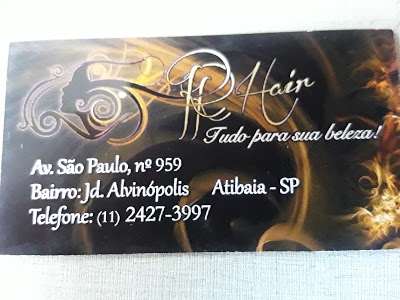 PR Hair
Tudo para sua beleza!
Av. São Paulo, nº 959
Bairro: Jd. Alvinópolis Atibaia - SP
Telefone: (11) 2427-3997